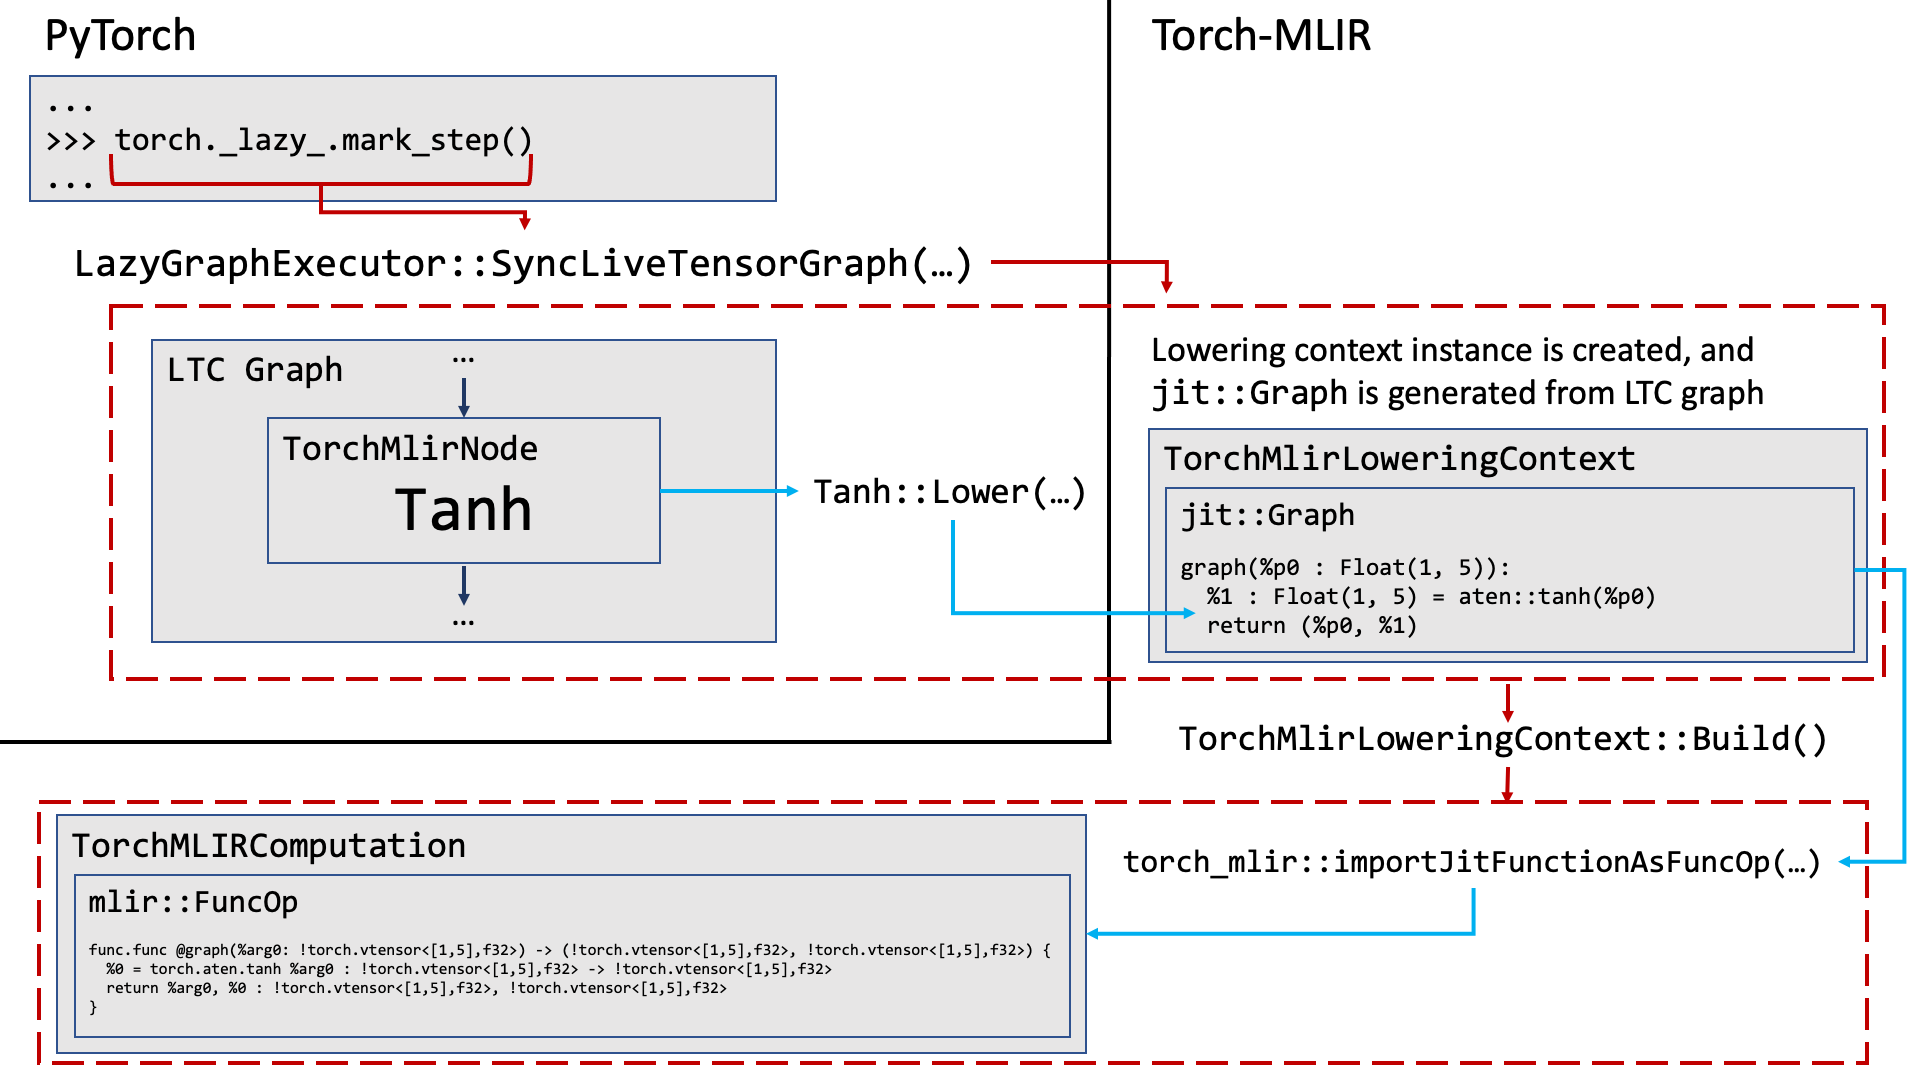 PyTorch
...
>>> torch._lazy_.mark_step()
...
LazyGraphExecutor::SyncLiveTensorGraph(…)
LTC Graph
...
TorchMlirNode
Tanh
...
Tanh::Lower(…)
Torch-MLIR
Lowering context instance is created, and
jit::Graph is generated from LTC graph
TorchMlirLoweringContext
jit::Graph
graph(%p0 : Float(1, 5)):
%1 : Float(1, 5) = aten::tanh(%p0)
return (%p0, %1)
TorchMlirLoweringContext::Build()
torch_mlir::importJitFunctionAsFuncOp(…)
TorchMLIRComputation
mlir::FuncOp
func.func @graph(%arg0: !torch.vtensor<[1,5],f32>) -> (!torch.vtensor<[1,5],f32>, !torch.vtensor<[1,5],f32>) {
%0 = torch.aten.tanh %arg0 : !torch.vtensor<[1,5],f32> -> !torch.vtensor<[1,5],f32>
return %arg0, %0 : !torch.vtensor<[1,5],f32>, !torch.vtensor<[1,5],f32>
}